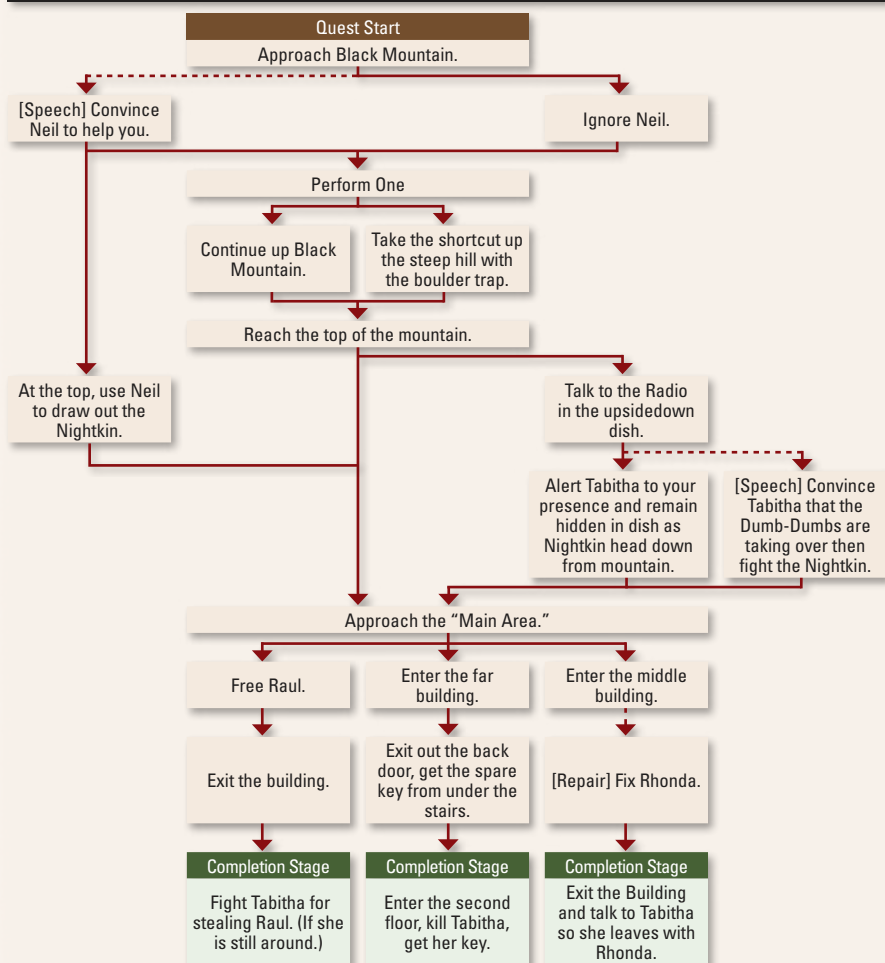 Quest Start
Approach Black Mountain.
[Speech] Convince
Neil to help you.
Ignore Neil.
Perform One
Continue up Black
Mountain.
Take the shortcut up
the steep hill with
the boulder trap.
Reach the top of the mountain.
At the top, use Neil
to draw out the
Nightkin.
Talk to the Radio
in the upsidedown
dish.
Alert Tabitha to your
presence and remain
hidden in dish as
Nightkin head down
from mountain.
[Speech] Convince
Tabitha that the
Dumb-Dumbs are
taking over then
fight the Nightkin.
Approach the “Main Area.”
Free Raul.
Enter the far
building.
Enter the middle
building.
Exit the building.
Exit out the back
door, get the spare
key from under the
stairs.
[Repair] Fix Rhonda.
Completion Stage
Fight Tabitha for
stealing Raul. (If she
is still around.)
Completion Stage
Enter the second
floor, kill Tabitha,
get her key.
Completion Stage
Exit the Building
and talk to Tabitha
so she leaves with
Rhonda.